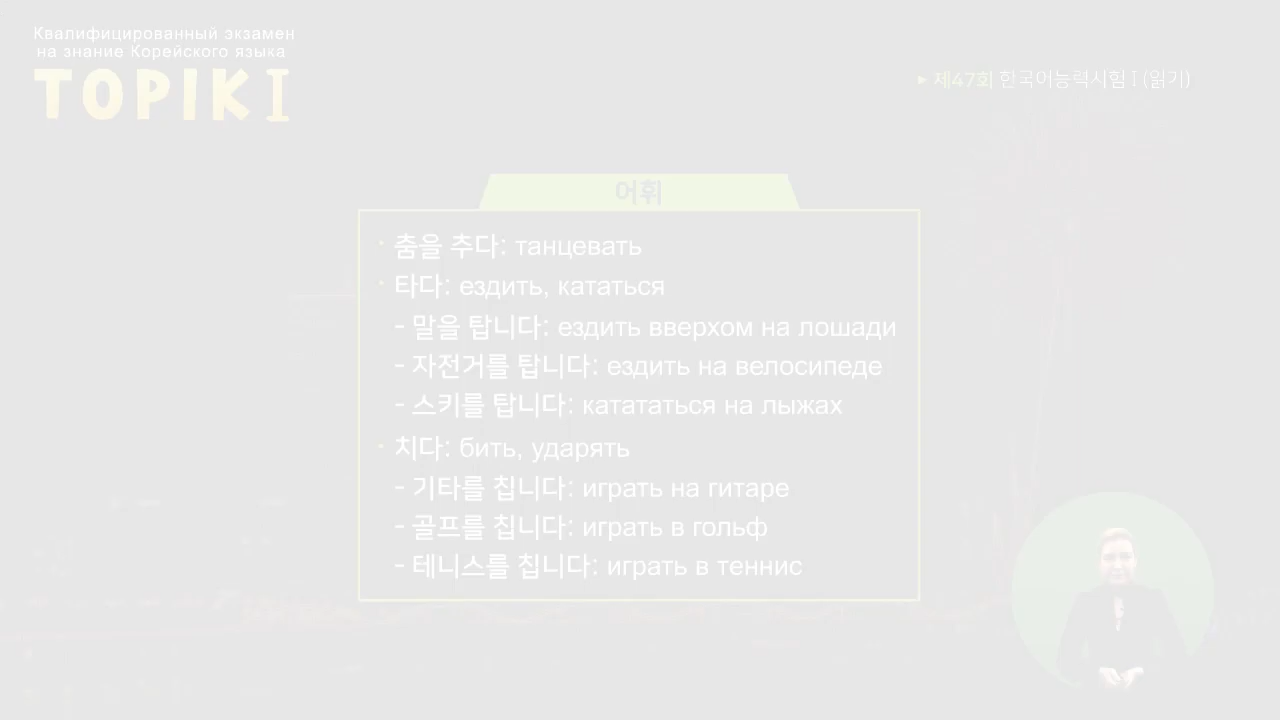 Квалифицированный экзамен
на знание Корейского языка
TOPIK I
▸ 제47회 한국어능력시험 I (읽기)
어휘
· 춤을 추다: танцевать
· 타다: ездить, кататься
- 말을 탑니다: ездить вверхом на лошади
- 자전거를 탑니다: ездить на велосипеде
- 스키를 탑니다: катататься на лыжах
· 치다: бить, ударять
- 기타를 칩니다: играть на гитаре
- 골프를 칩니다: играть в гольф
- 테니스를 칩니다: играть в теннис